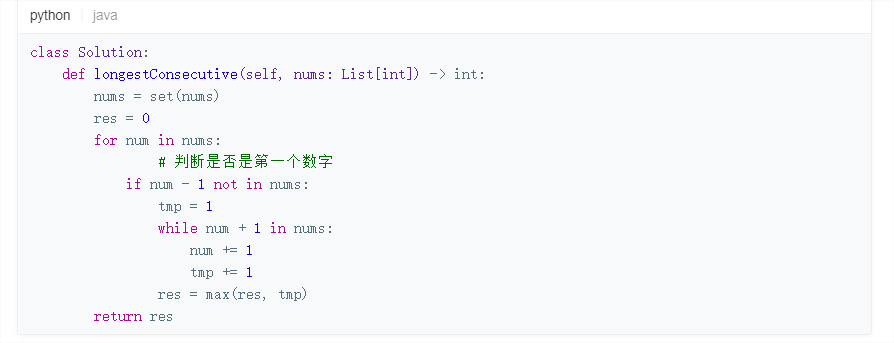 python java
class Solution:
    def longestConsecutive(self, nums: List[int]) -> int:
        nums = set(nums)
        res = 0
        for num in nums:
                # 判断是否是第一个数字
            if num - 1 not in nums:
                tmp = 1
                while num + 1 in nums:
                    num += 1
                    tmp += 1
                res = max(res, tmp)
        return res